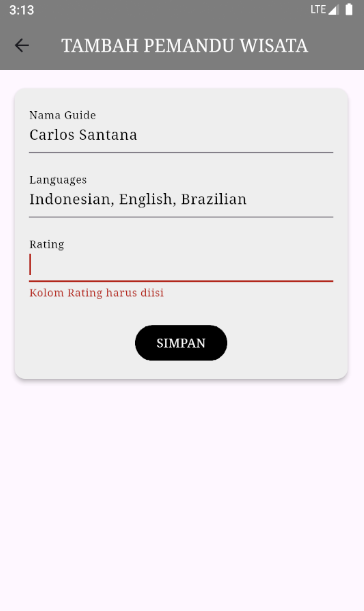 3:13
LTE
TAMBAH PEMANDU WISATA
Nama Guide
Carlos Santana
Languages
Indonesian, English, Brazilian
Rating
Kolom Rating harus diisi
SIMPAN